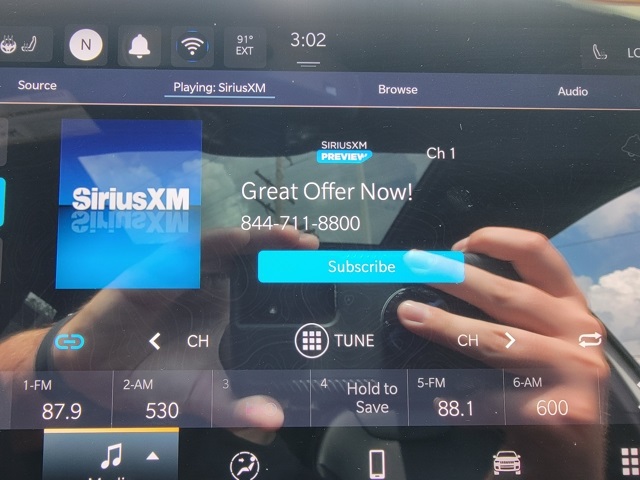 N
91°
EXT
3:02
LO
Source
Playing: SiriusXM
Browse
Audio
SiriusXM
SIRIUSXM
PREVIEW
Ch 1
Great Offer Now!
844-711-8800
Subscribe
CH
TUNE
CH
1-FM
87.9
2-AM
530
3
4
Hold to
Save
5-FM
88.1
6-AM
600